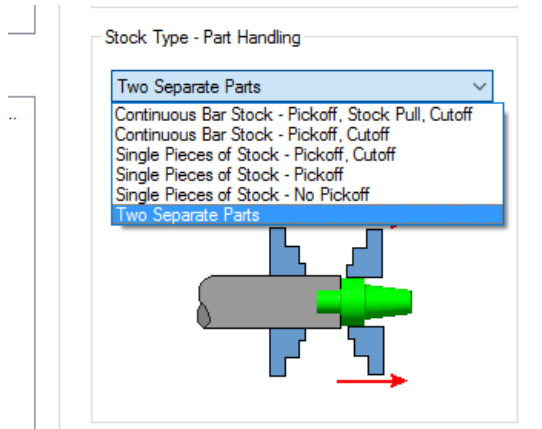 Stock Type - Part Handling
Two Separate Parts
Continuous Bar Stock - Pickoff, Stock Pull, Cutoff
Continuous Bar Stock - Pickoff, Cutoff
Single Pieces of Stock - Pickoff, Cutoff
Single Pieces of Stock - Pickoff
Single Pieces of Stock - No Pickoff
Two Separate Parts
..